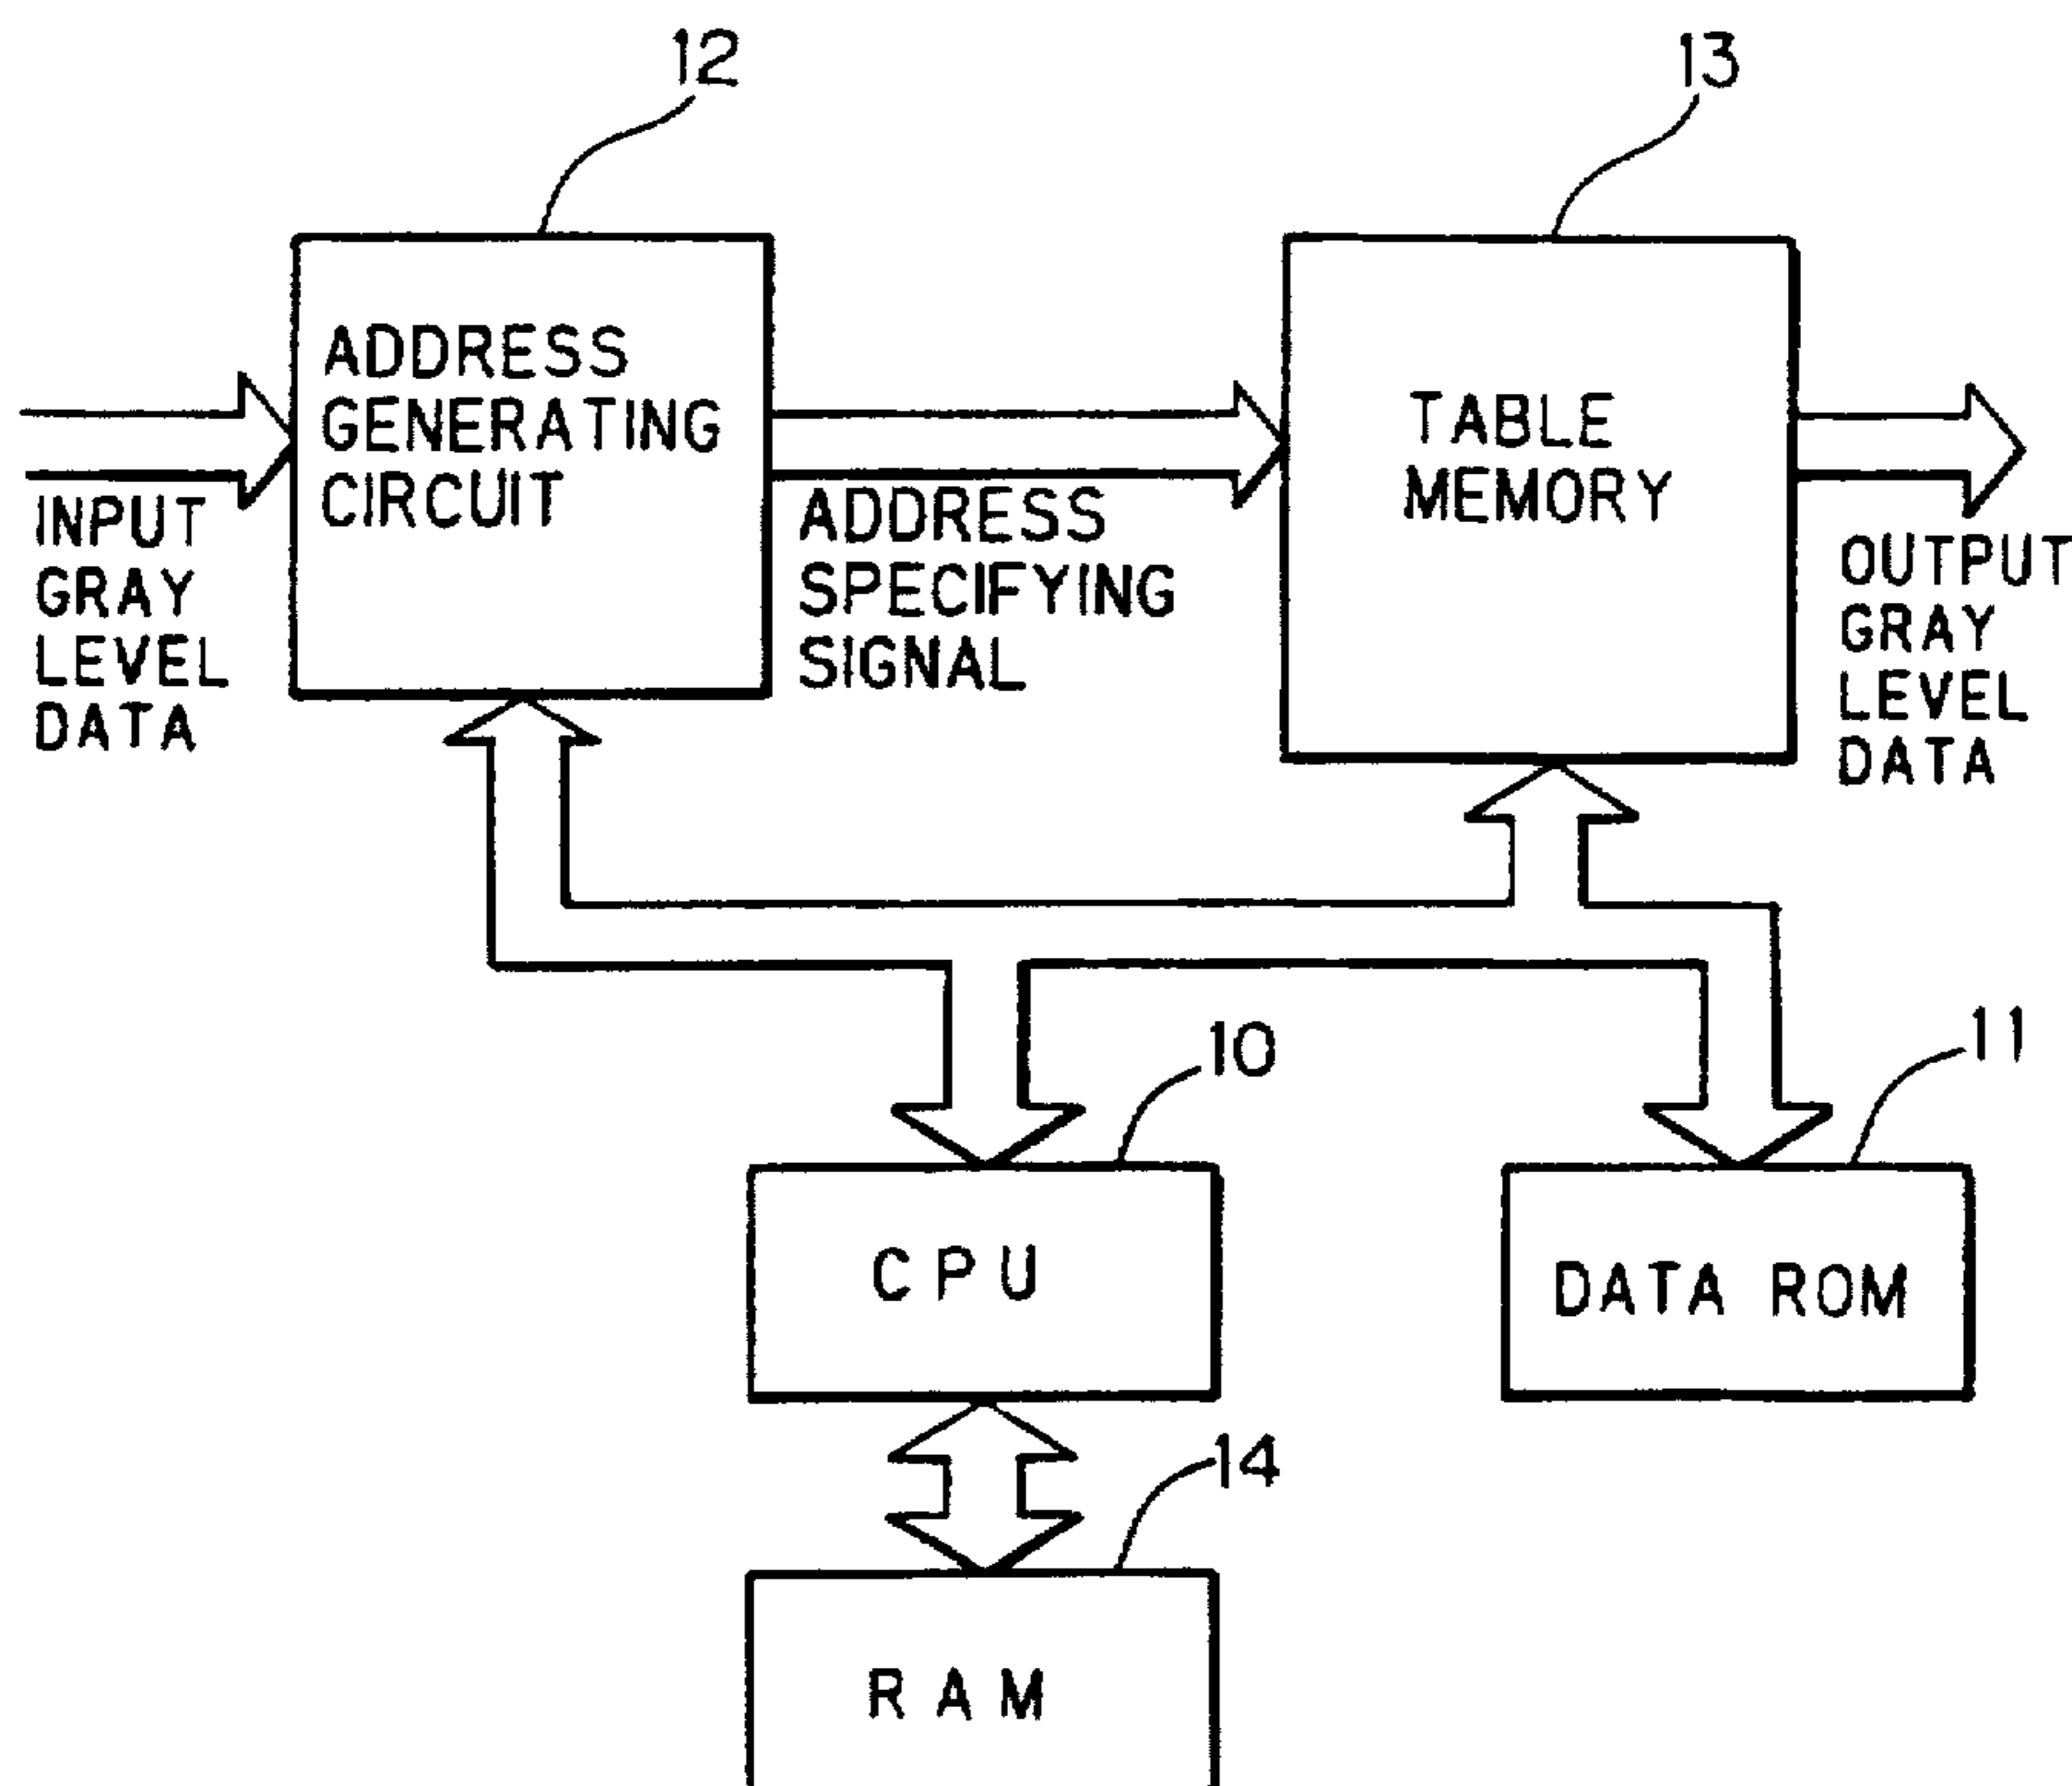 12
13
ADDRESS
GENERATING
CIRCUIT
TABLE
MEMORY
INPUT
GRAY
LEVEL
DATA
ADDRESS
SPECIFYING
SIGNAL
OUTPUT
GRAY
LEVEL
DATA
10
11
CPU
DATA ROM
14
RAM